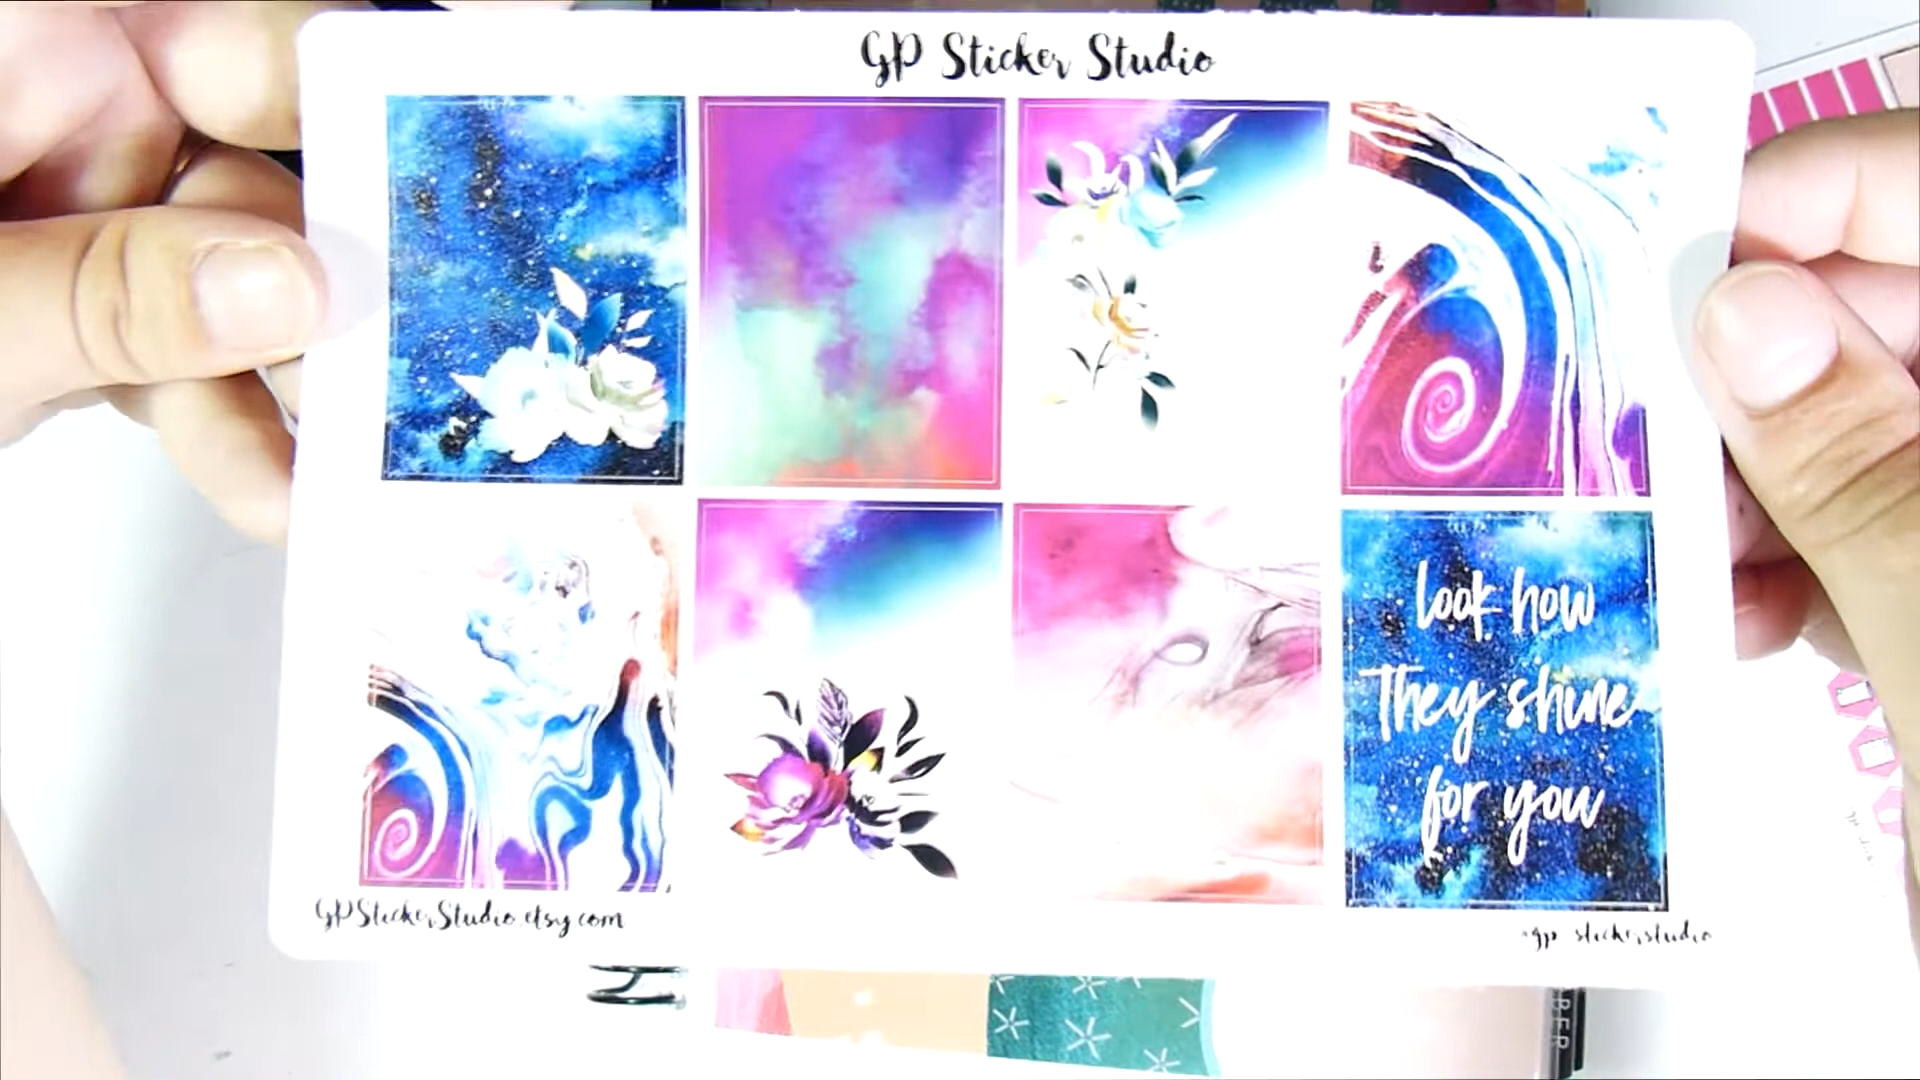 GP Sticker Studio
look how
They shine
for you
GPStickerStudio.etsy.com
@gp_stickerstudio